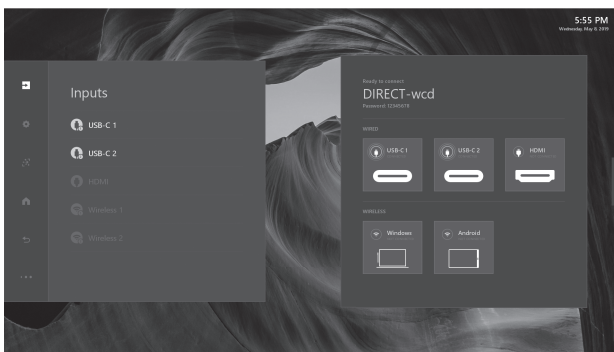 5:55 PM
Wednesday, May 8, 2019
Inputs
USB-C 1
USB-C 2
HDMI
Wireless 1
Wireless 2
Ready to connect
DIRECT-wcd
Password: 12345678
WIRED
USB-C 1
USB-C 2
HDMI
WIRELESS
Windows
Android